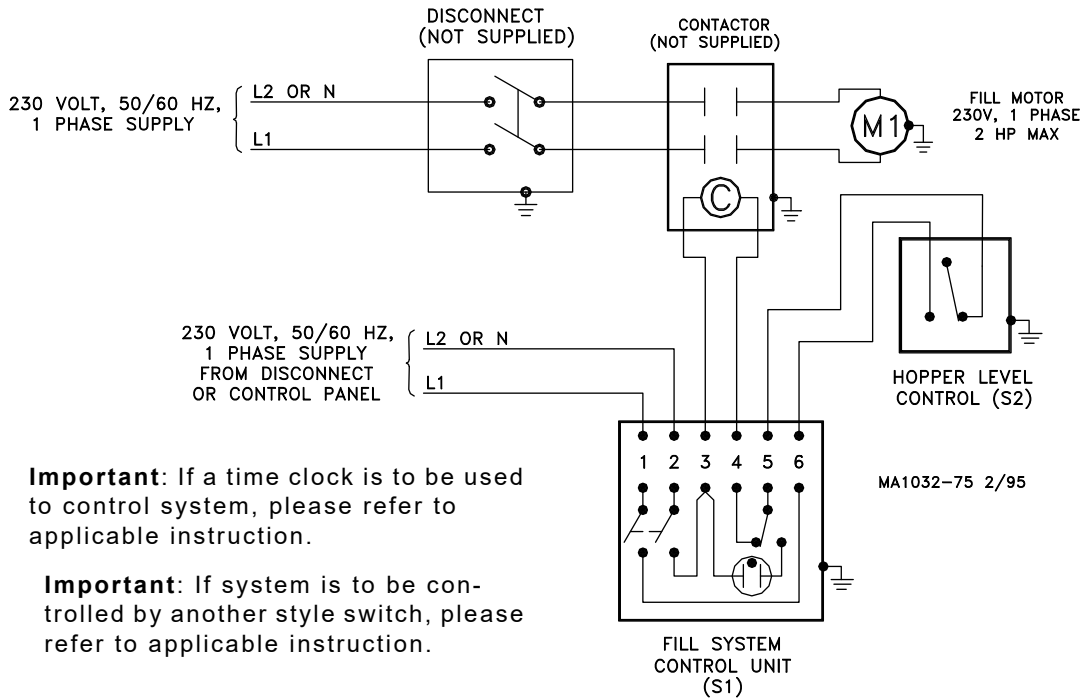 DISCONNECT
(NOT SUPPLIED)
CONTACTOR
(NOT SUPPLIED)
230 VOLT, 50/60 HZ,
1 PHASE SUPPLY
L2 OR N
L1
M1
FILL MOTOR
230V, 1 PHASE
2 HP MAX
C
230 VOLT, 50/60 HZ,
1 PHASE SUPPLY
FROM DISCONNECT
OR CONTROL PANEL
L2 OR N
L1
HOPPER LEVEL
CONTROL (S2)
1 2 3 4 5 6
MA1032-75 2/95
Important: If a time clock is to be used
to control system, please refer to
applicable instruction.
Important: If system is to be con-
trolled by another style switch, please
refer to applicable instruction.
FILL SYSTEM
CONTROL UNIT
(S1)